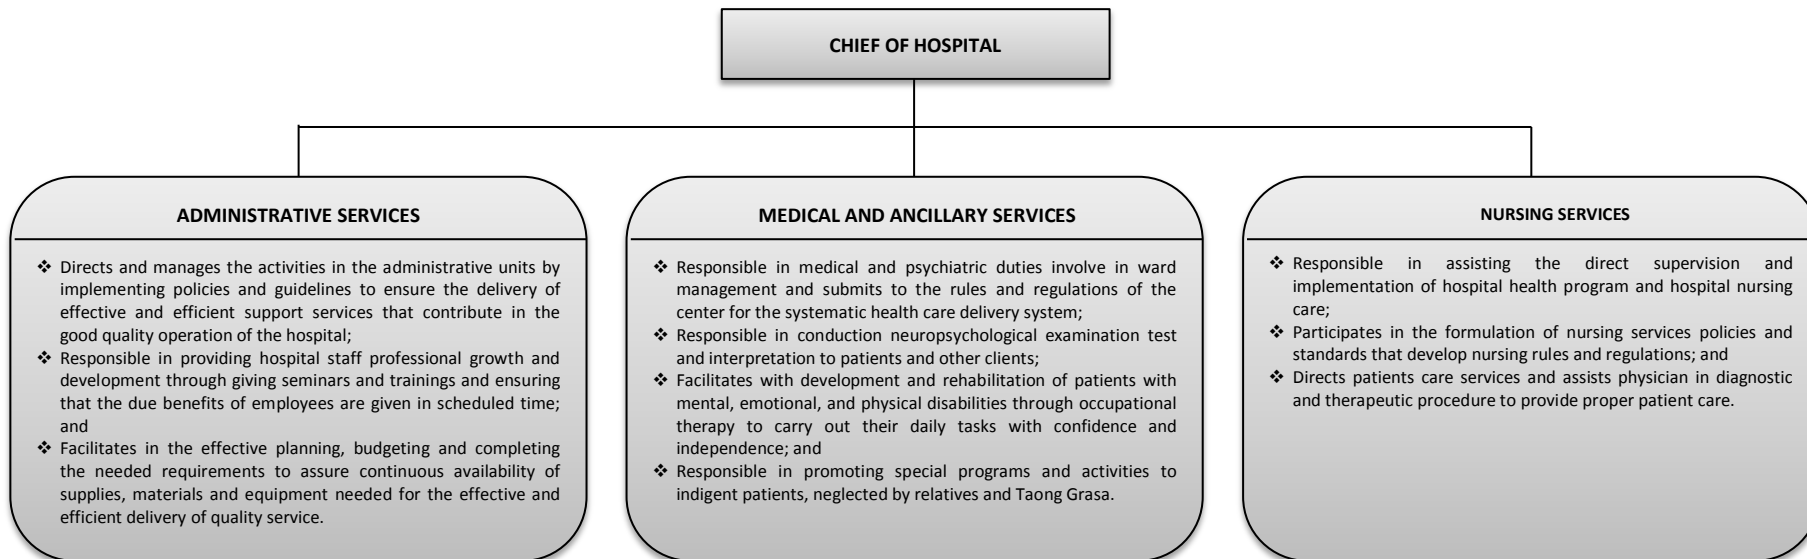 CHIEF OF HOSPITAL
ADMINISTRATIVE SERVICES
❖ Directs and manages the activities in the administrative units by
implementing policies and guidelines to ensure the delivery of
effective and efficient support services that contribute in the
good quality operation of the hospital;
❖ Responsible in providing hospital staff professional growth and
development through giving seminars and trainings and ensuring
that the due benefits of employees are given in scheduled time;
and
❖ Facilitates in the effective planning, budgeting and completing
the needed requirements to assure continuous availability of
supplies, materials and equipment needed for the effective and
efficient delivery of quality service.
MEDICAL AND ANCILLARY SERVICES
❖ Responsible in medical and psychiatric duties involve in ward
management and submits to the rules and regulations of the
center for the systematic health care delivery system;
❖ Responsible in conduction neuropsychological examination test
and interpretation to patients and other clients;
❖ Facilitates with development and rehabilitation of patients with
mental, emotional, and physical disabilities through occupational
therapy to carry out their daily tasks with confidence and
independence; and
❖ Responsible in promoting special programs and activities to
indigent patients, neglected by relatives and Taong Grasa.
NURSING SERVICES
❖ Responsible in assisting the direct supervision and
implementation of hospital health program and hospital nursing
care;
❖ Participates in the formulation of nursing services policies and
standards that develop nursing rules and regulations; and
❖ Directs patients care services and assists physician in diagnostic
and therapeutic procedure to provide proper patient care.